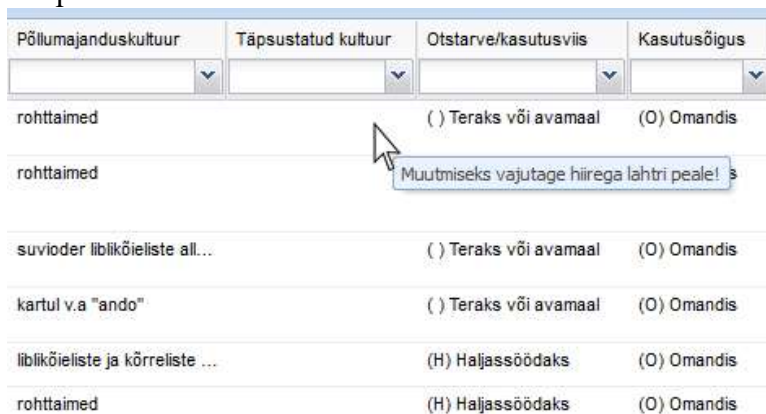 Põllumajanduskultuur Täpsustatud kultuur Otstarve/kasutusviis Kasutusõigus
rohttaimed ( ) Teraks või avamaal (O) Omandis
rohttaimed
Muutmiseks vajutage hiirega lahtri peale!
suvioder liblikõieliste all... ( ) Teraks või avamaal (O) Omandis
kartul v.a "ando" ( ) Teraks või avamaal (O) Omandis
liblikõieliste ja kõrreliste ... (H) Haljassöödaks (O) Omandis
rohttaimed (H) Haljassöödaks (O) Omandis